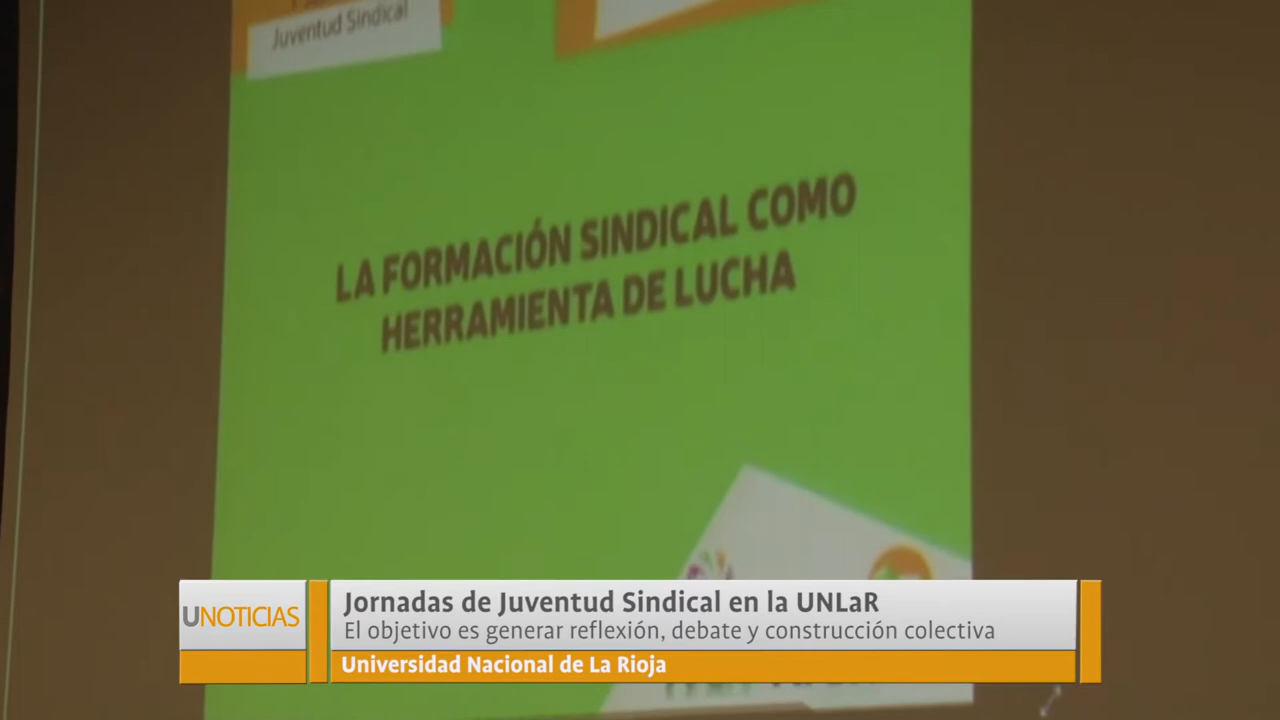 Juventud Sindical
LA FORMACIÓN SINDICAL COMO
HERRAMIENTA DE LUCHA
UNOTICIAS
Jornadas de Juventud Sindical en la UNLaR
El objetivo es generar reflexión, debate y construcción colectiva
Universidad Nacional de La Rioja